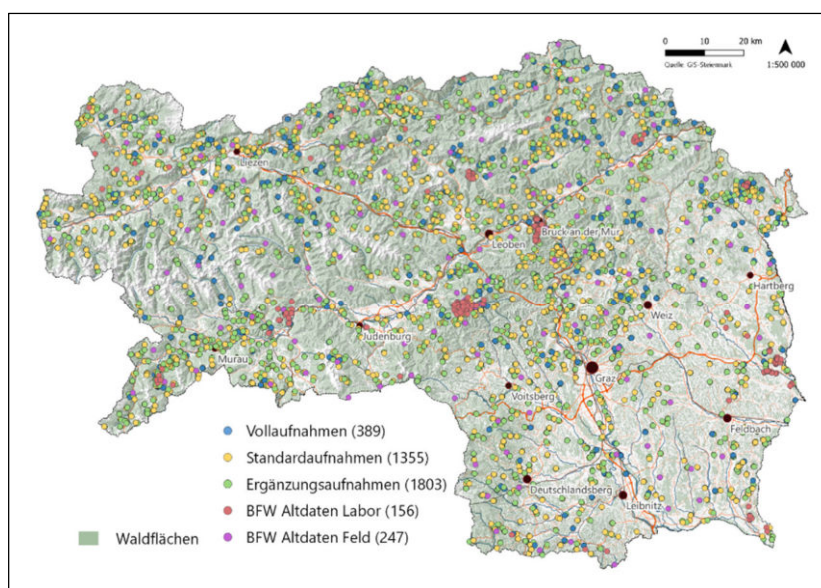 0 10 20 km
Quelle: GIS-Steiermark
1:500 000
Liezen
Leoben
Bruck an der Mur
Hartberg
Weiz
Judenburg
Murau
Graz
Voitsberg
Feldbach
Deutschlandsberg
Leibnitz
Vollaufnahmen (389)
Standardaufnahmen (1355)
Ergänzungsaufnahmen (1803)
BFW Altdaten Labor (156)
Waldflächen
BFW Altdaten Feld (247)